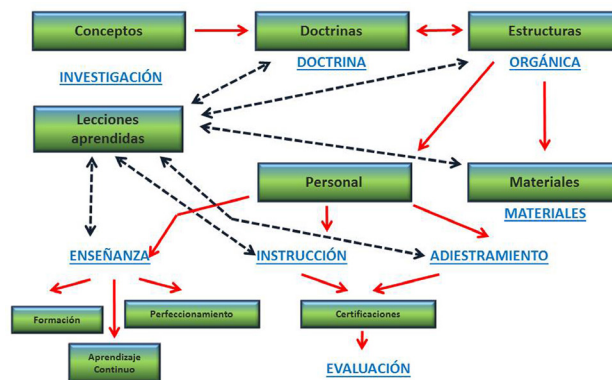 Conceptos
Doctrinas
Estructuras
INVESTIGACIÓN
DOCTRINA
ORGÁNICA
Lecciones
aprendidas
Personal
Materiales
MATERIALES
ENSEÑANZA
INSTRUCCIÓN
ADIESTRAMIENTO
Formación
Perfeccionamiento
Certificaciones
Aprendizaje
Continuo
EVALUACIÓN